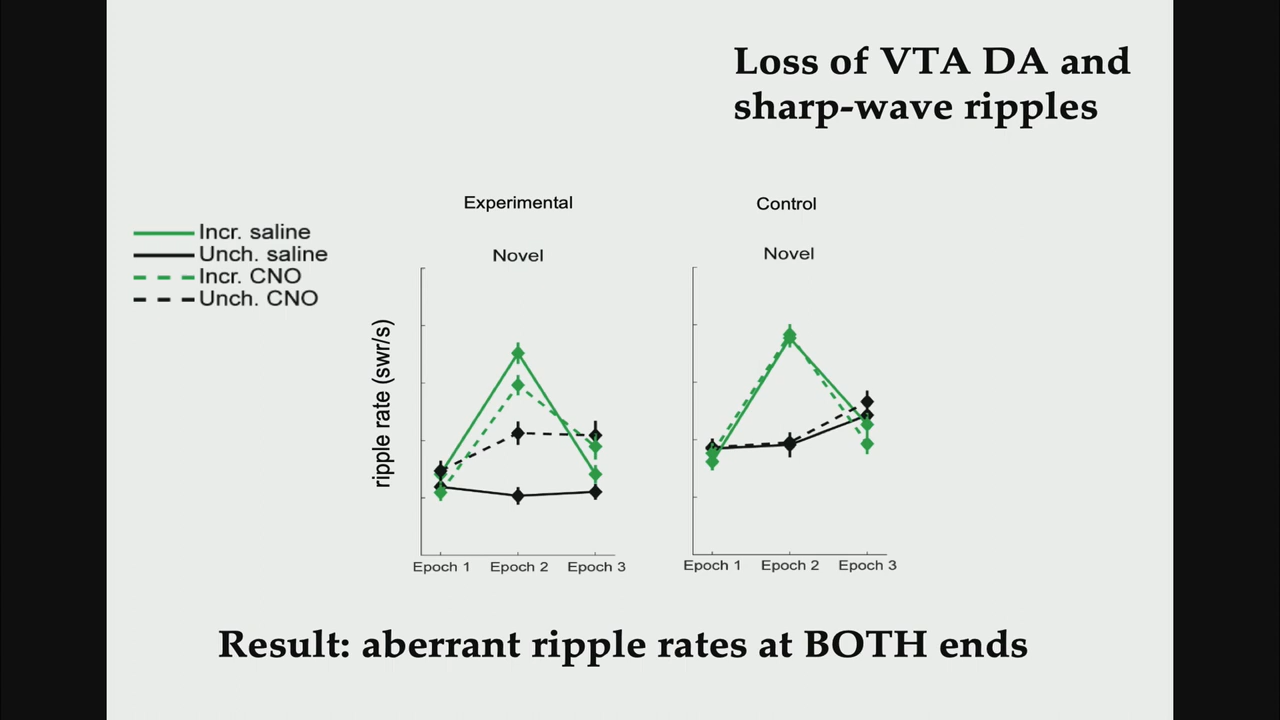 Loss of VTA DA and
sharp-wave ripples
Incr. saline
Unch. saline
Incr. CNO
Unch. CNO
Experimental
Novel
Control
Novel
ripple rate (swr/s)
Epoch 1 Epoch 2 Epoch 3
Epoch 1 Epoch 2 Epoch 3
Result: aberrant ripple rates at BOTH ends